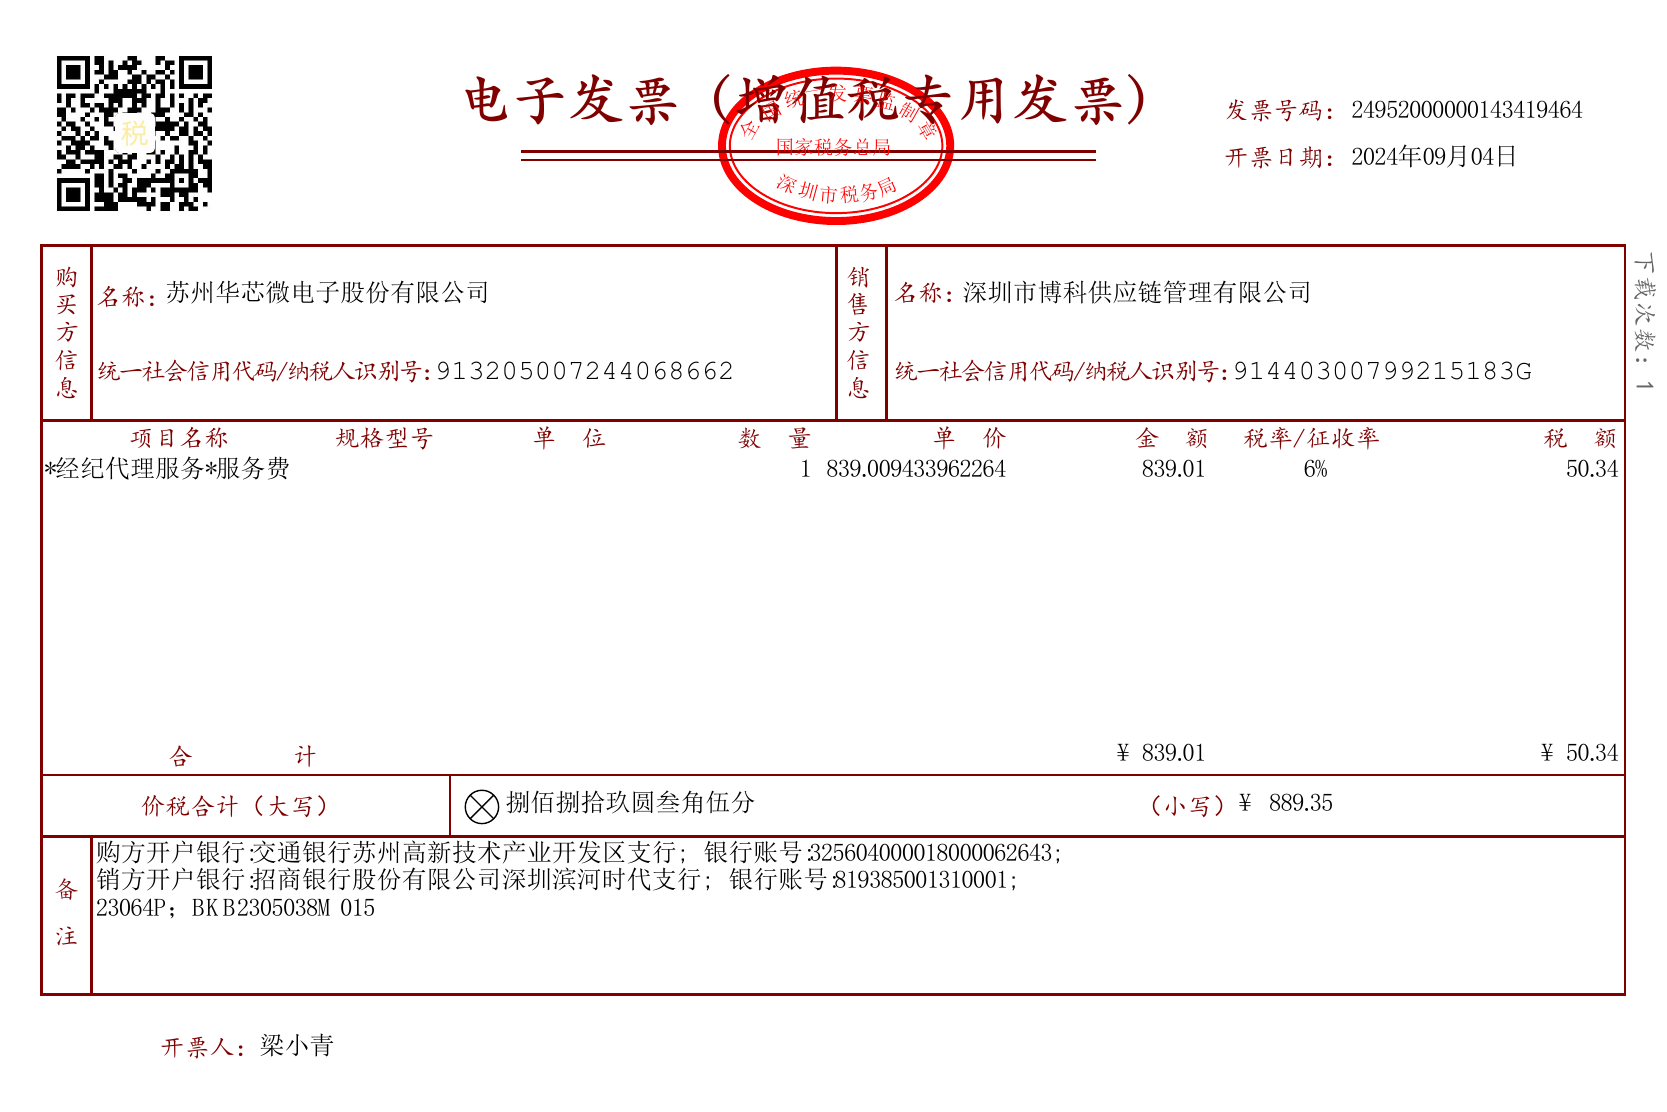 电子发票（增值税专用发票）
全国统一发票监制章
国家税务总局
深圳市税务局
税
发票号码：24952000000143419464
开票日期：2024年09月04日
下载次数：1
购买方信息
名称：苏州华芯微电子股份有限公司
统一社会信用代码/纳税人识别号：913205007244068662
销售方信息
名称：深圳市博科供应链管理有限公司
统一社会信用代码/纳税人识别号：91440300799215183G
项目名称 规格型号 单位 数量 单价 金额 税率/征收率 税额
*经纪代理服务*服务费 1 839.009433962264 839.01 6% 50.34
合计 ¥ 839.01 ¥ 50.34
价税合计（大写） 捌佰捌拾玖圆叁角伍分 （小写）¥ 889.35
备注
购方开户银行:交通银行苏州高新技术产业开发区支行; 银行账号:325604000018000062643;
销方开户银行:招商银行股份有限公司深圳滨河时代支行; 银行账号:819385001310001;
23064P；BKB2305038M 015
开票人：梁小青